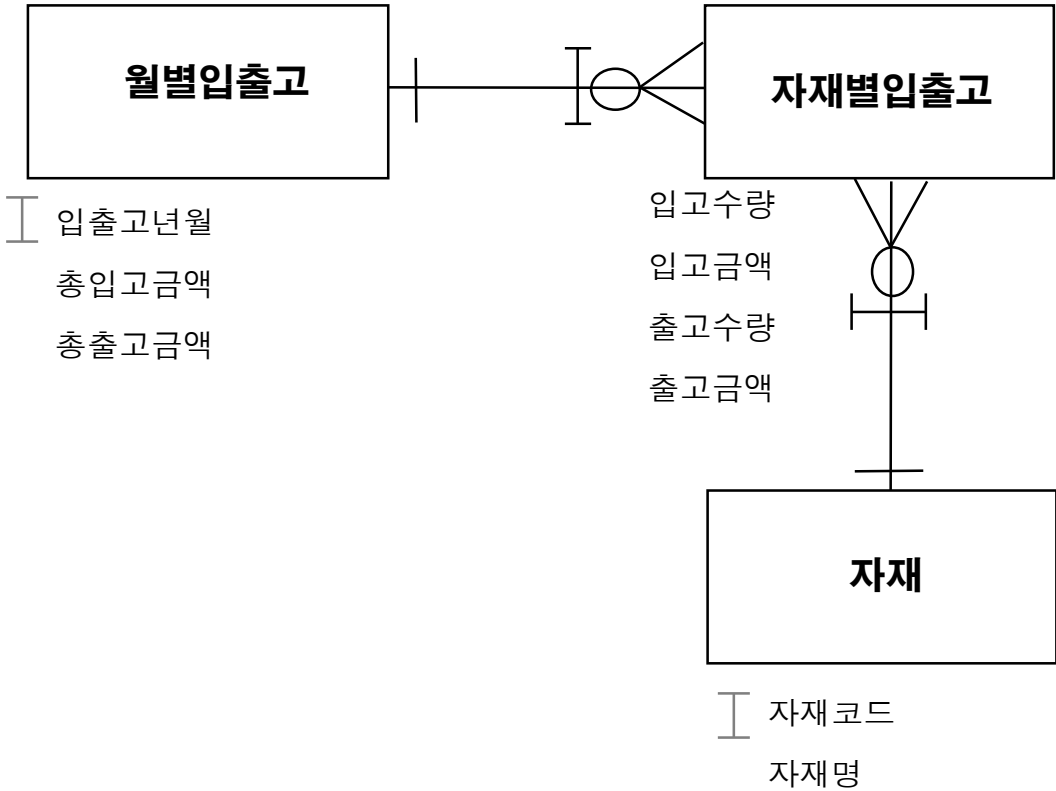 월별입출고
입출고년월
총입고금액
총출고금액
자재별입출고
입고수량
입고금액
출고수량
출고금액
자재
자재코드
자재명